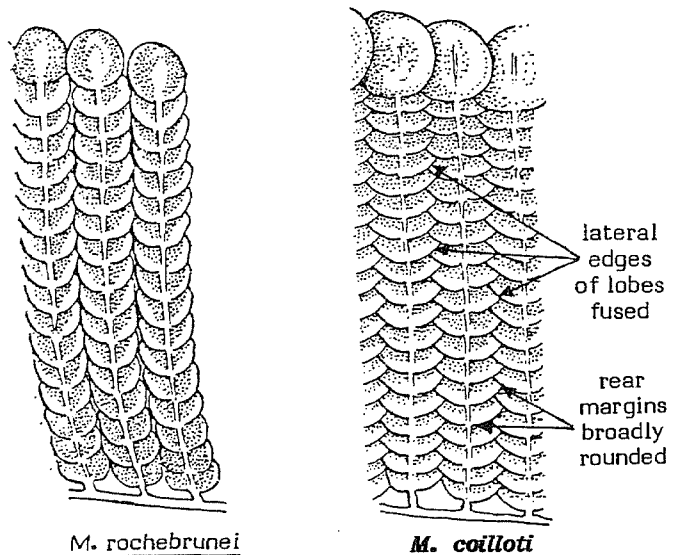 lateral
edges
of lobes
fused
rear
margins
broadly
rounded
M. rochebrunei
M. coilloti